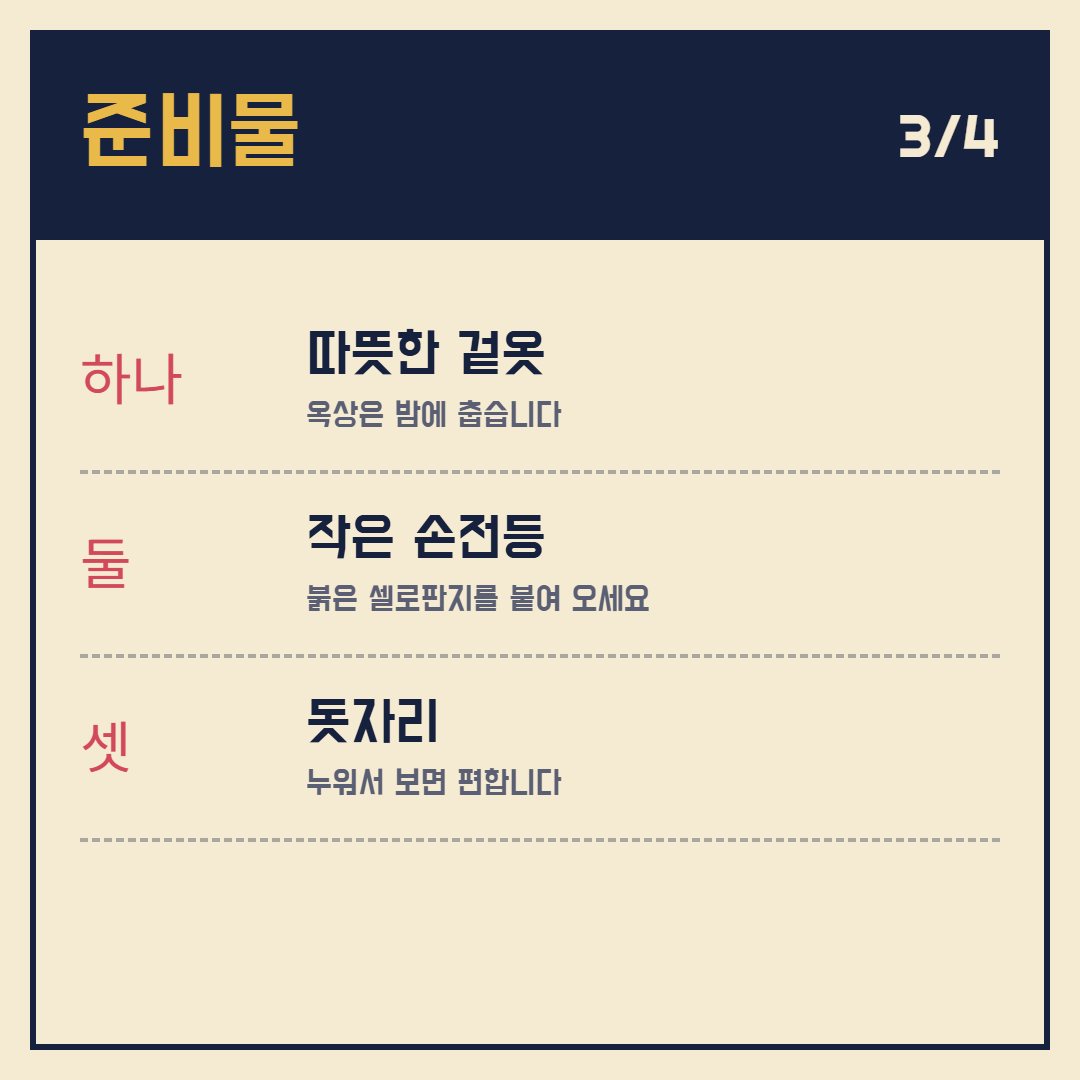 준비물
3/4
하나
따뜻한 겉옷
옥상은 밤에 춥습니다
둘
작은 손전등
붉은 셀로판지를 붙여 오세요
셋
돗자리
누워서 보면 편합니다